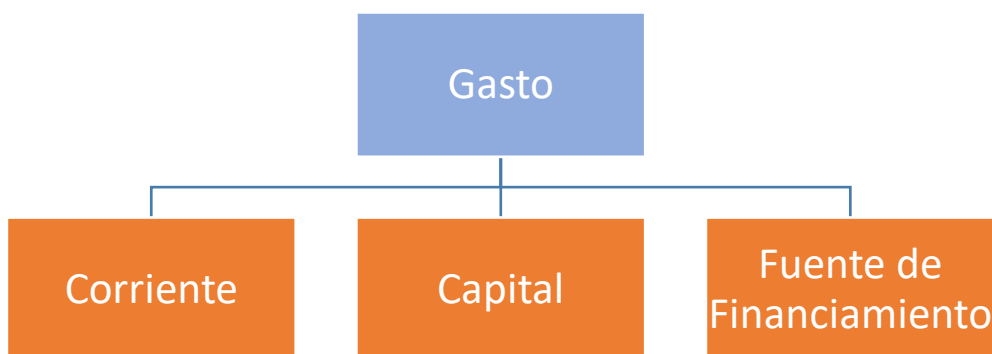 Gasto
Corriente
Capital
Fuente de
Financiamiento